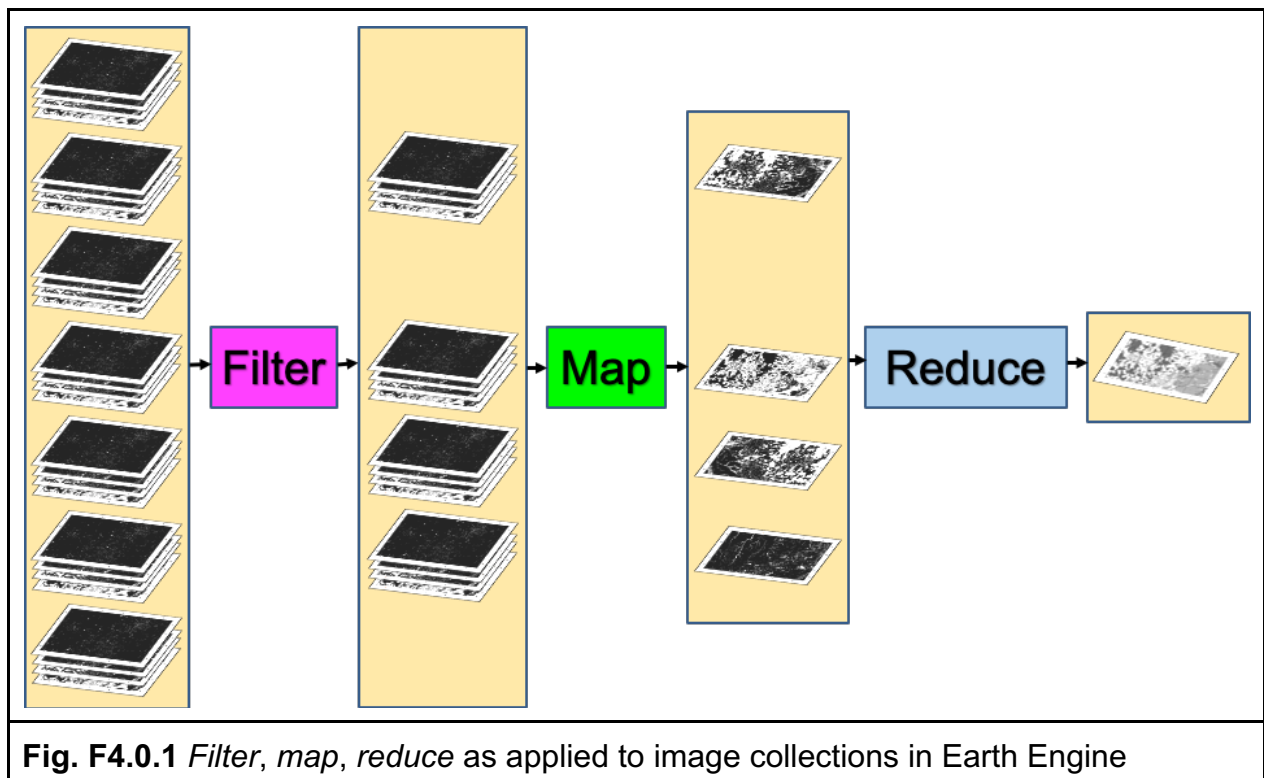 Filter
Map
Reduce
Fig. F4.0.1 Filter, map, reduce as applied to image collections in Earth Engine